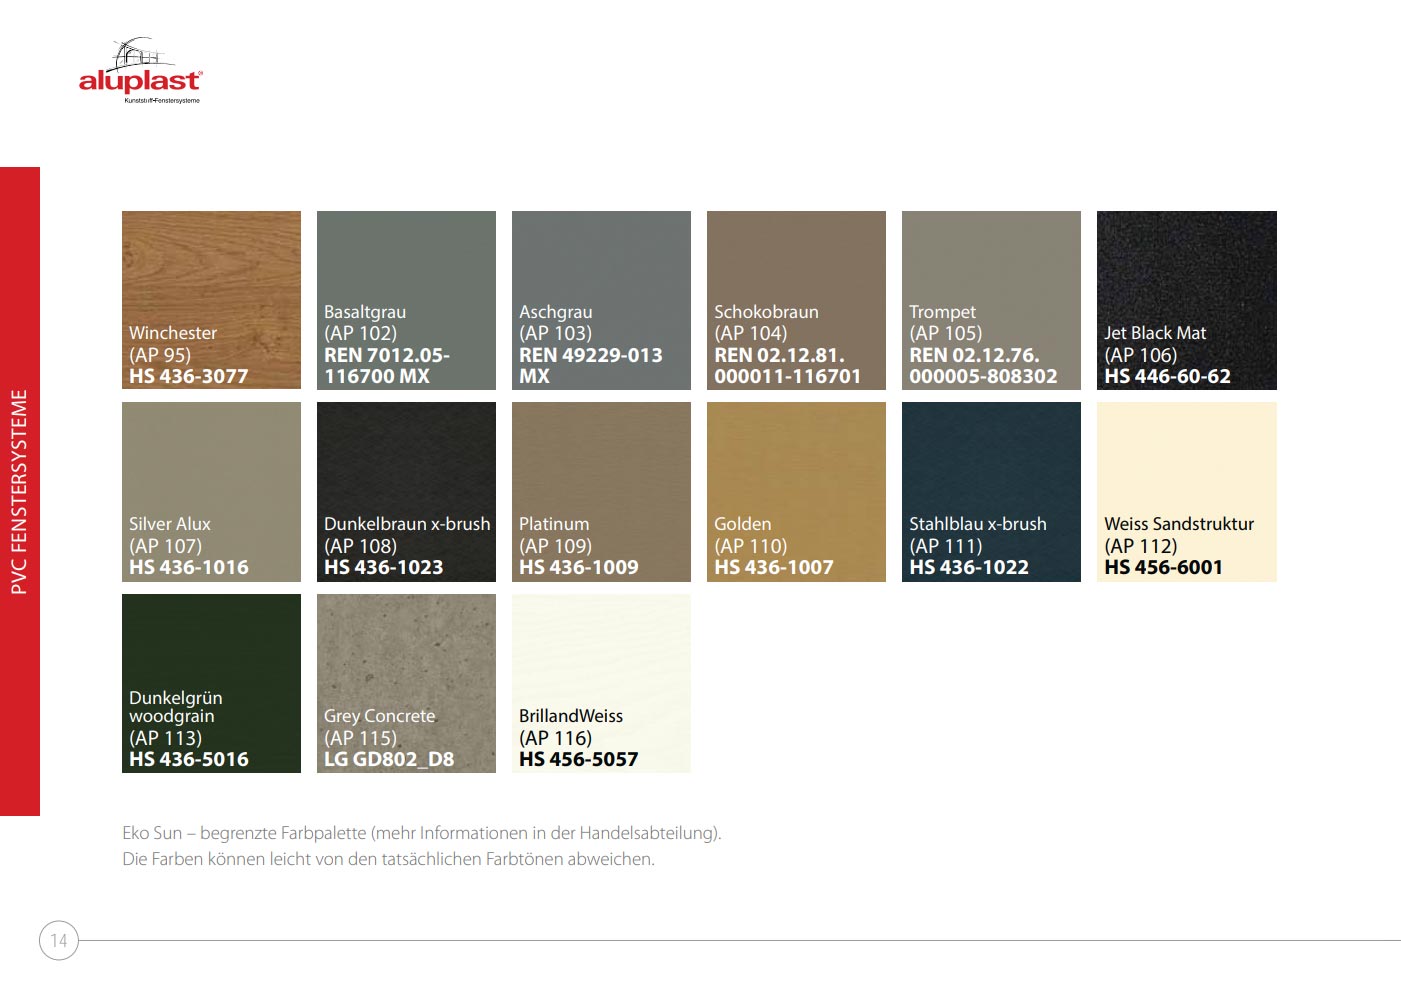 aluplast®
Kunststoff-Fenstersysteme
PVC FENSTERSYSTEME
Winchester
(AP 95)
HS 436-3077
Basaltgrau
(AP 102)
REN 7012.05-
116700 MX
Aschgrau
(AP 103)
REN 49229-013
MX
Schokobraun
(AP 104)
REN 02.12.81.
000011-116701
Trompet
(AP 105)
REN 02.12.76.
000005-808302
Jet Black Mat
(AP 106)
HS 446-60-62
Silver Alux
(AP 107)
HS 436-1016
Dunkelbraun x-brush
(AP 108)
HS 436-1023
Platinum
(AP 109)
HS 436-1009
Golden
(AP 110)
HS 436-1007
Stahlblau x-brush
(AP 111)
HS 436-1022
Weiss Sandstruktur
(AP 112)
HS 456-6001
Dunkelgrün
woodgrain
(AP 113)
HS 436-5016
Grey Concrete
(AP 115)
LG GD802_D8
BrillandWeiss
(AP 116)
HS 456-5057
Eko Sun – begrenzte Farbpalette (mehr Informationen in der Handelsabteilung).
Die Farben können leicht von den tatsächlichen Farbtönen abweichen.
14